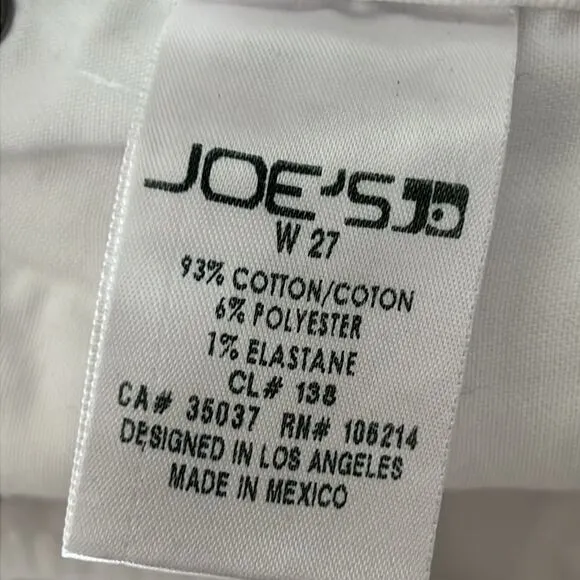 JOE'S
W 27
93% COTTON/COTON
6% POLYESTER
1% ELASTANE
CL# 138
CA# 35037 RN# 106214
DESIGNED IN LOS ANGELES
MADE IN MEXICO